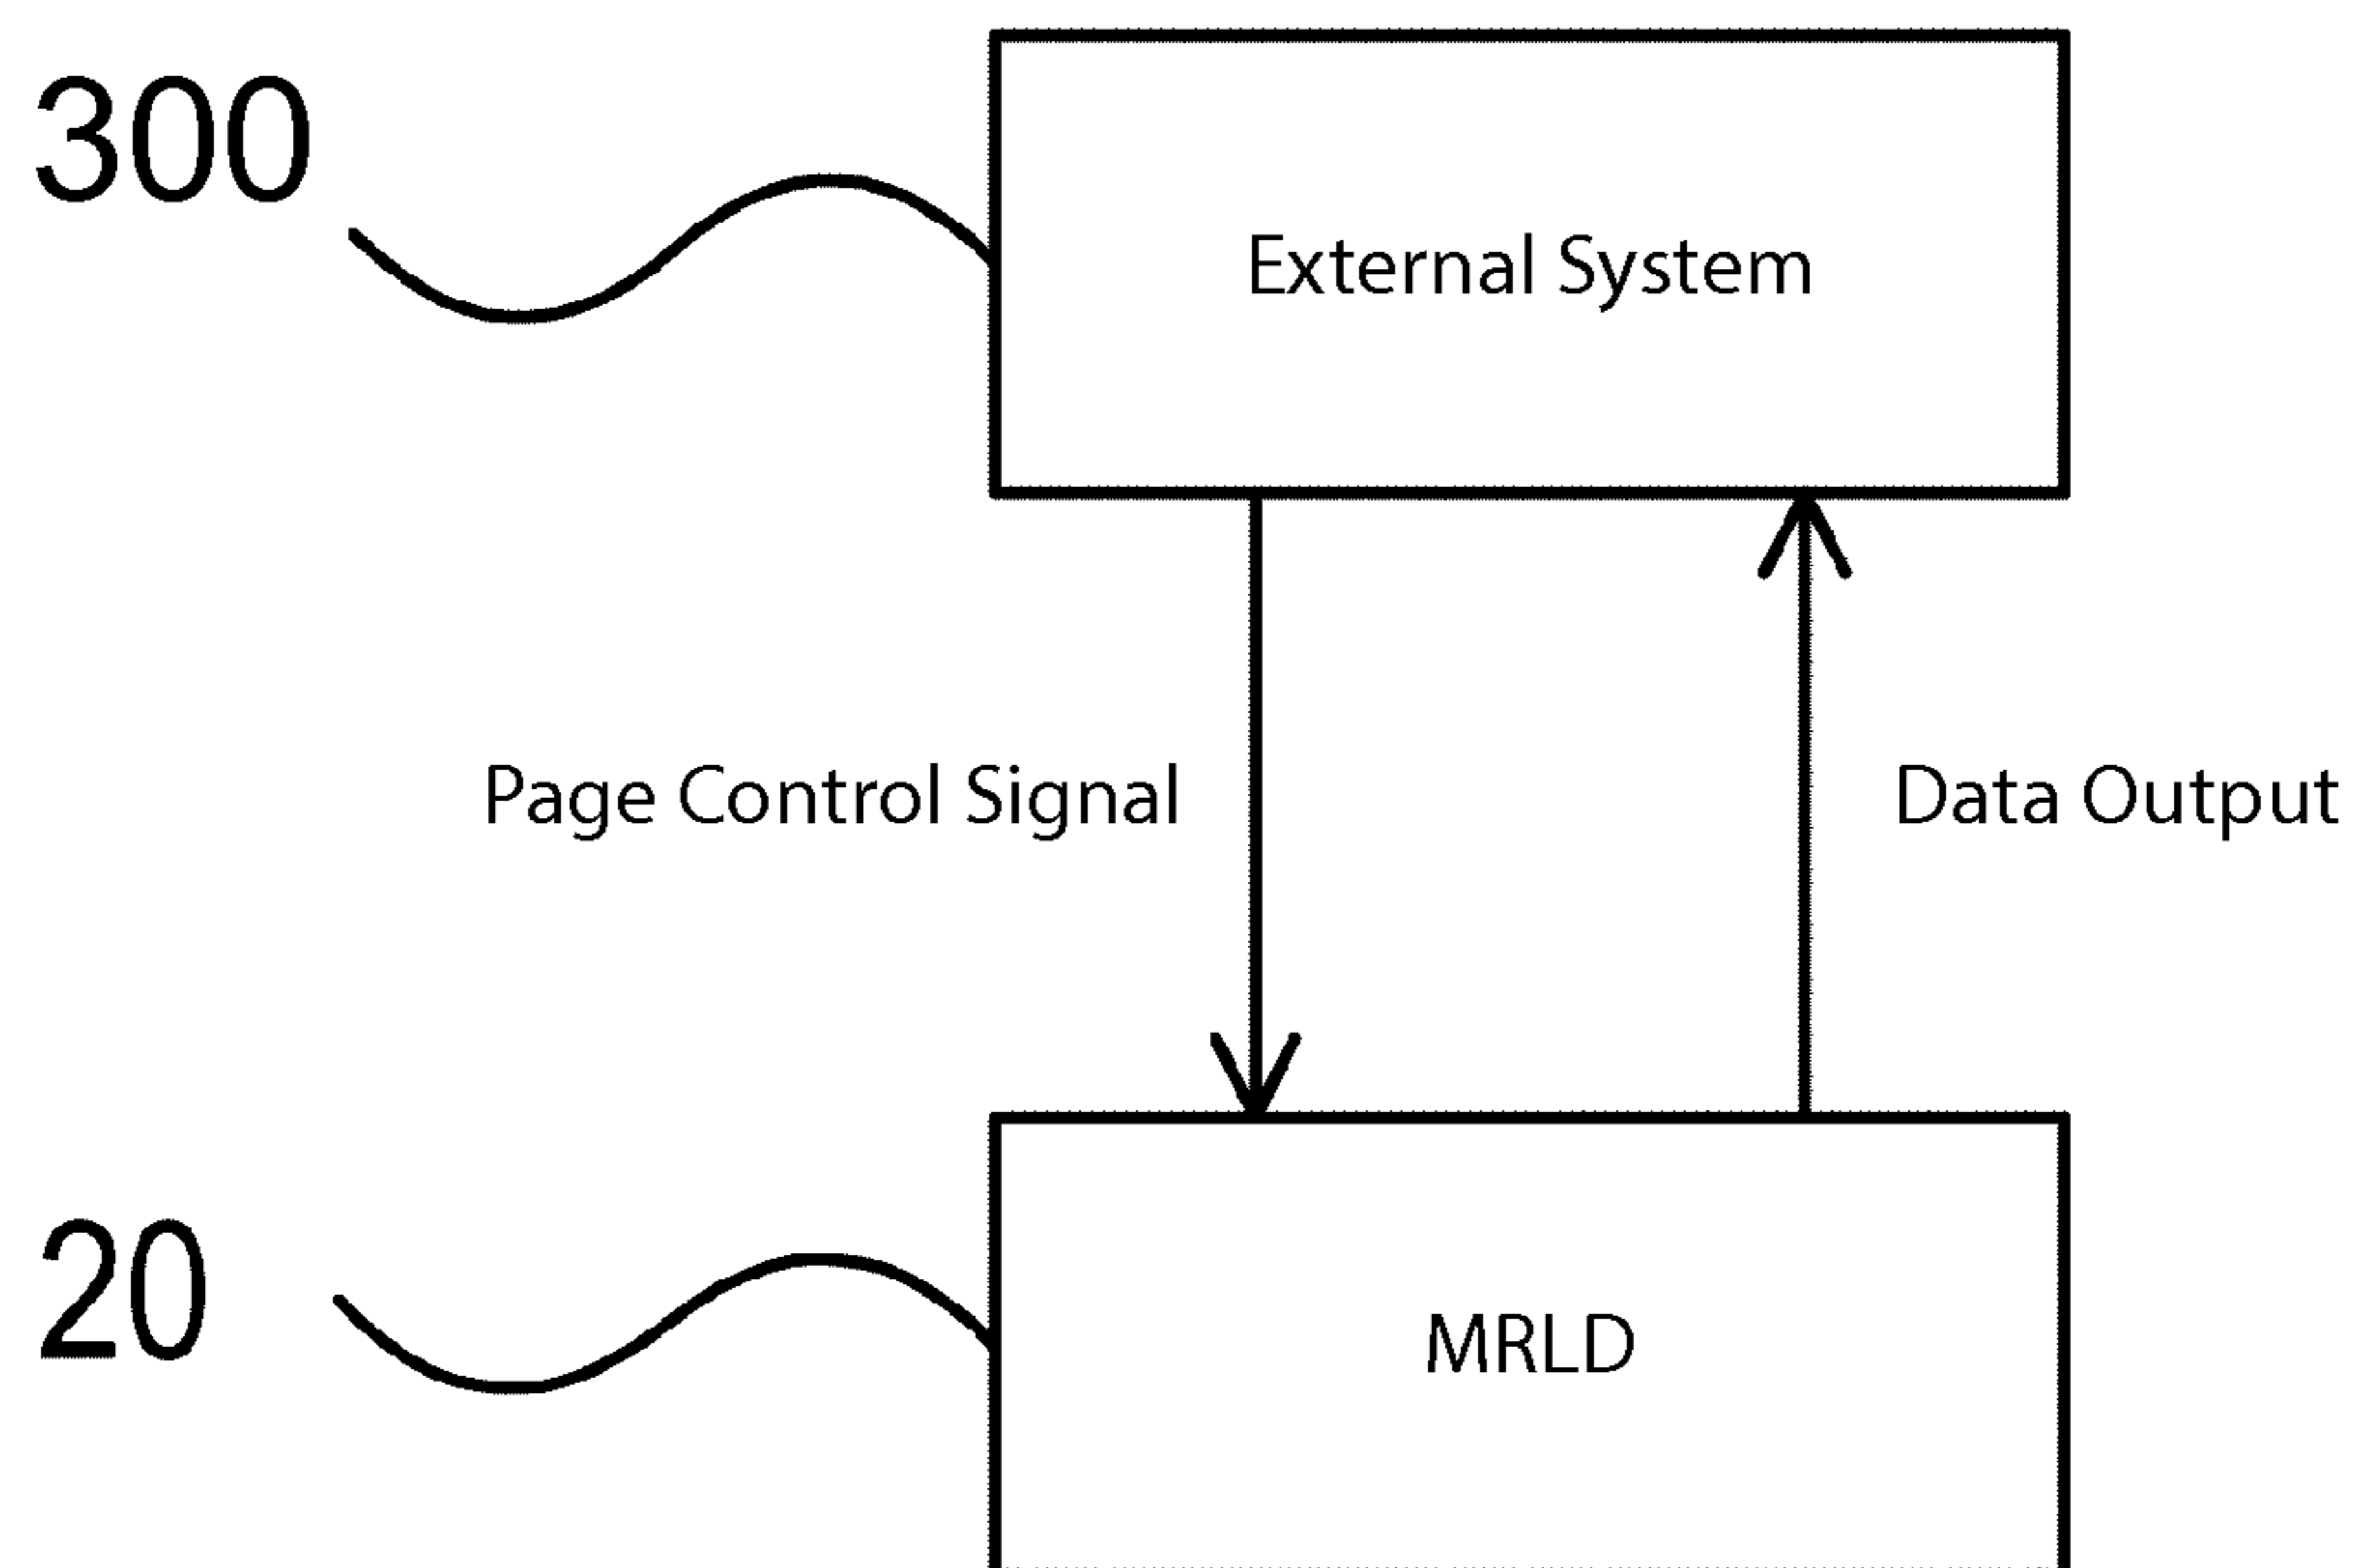 300
External System
Page Control Signal
Data Output
20
MRLD